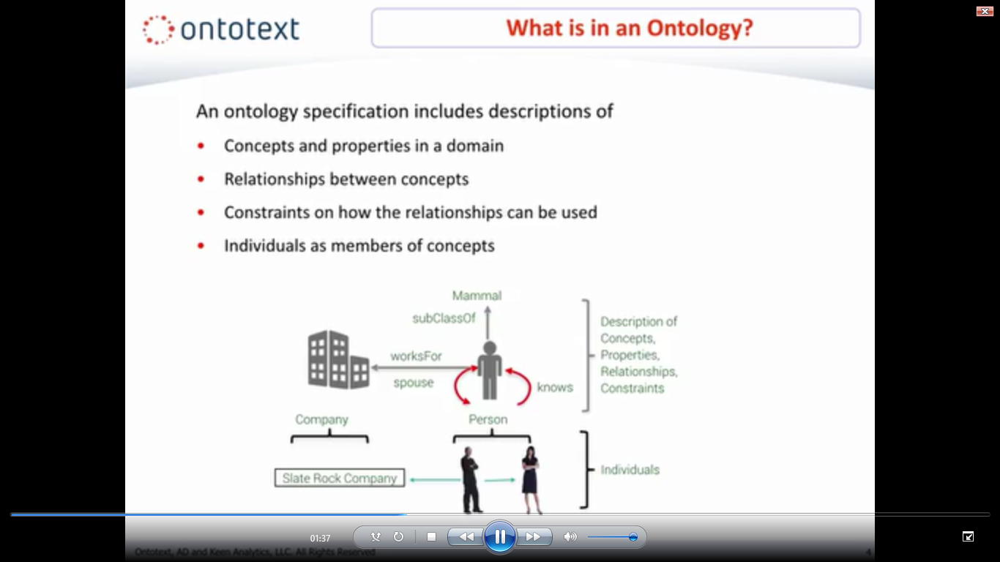 ontotext
What is in an Ontology?
An ontology specification includes descriptions of
• Concepts and properties in a domain
• Relationships between concepts
• Constraints on how the relationships can be used
• Individuals as members of concepts
Mammal
subClassOf
worksFor
spouse
knows
Company
Person
Description of
Concepts,
Properties,
Relationships,
Constraints
Slate Rock Company
Individuals
01:37
Ontotext, AD and Keen Analytics, LLC. All Rights Reserved
4